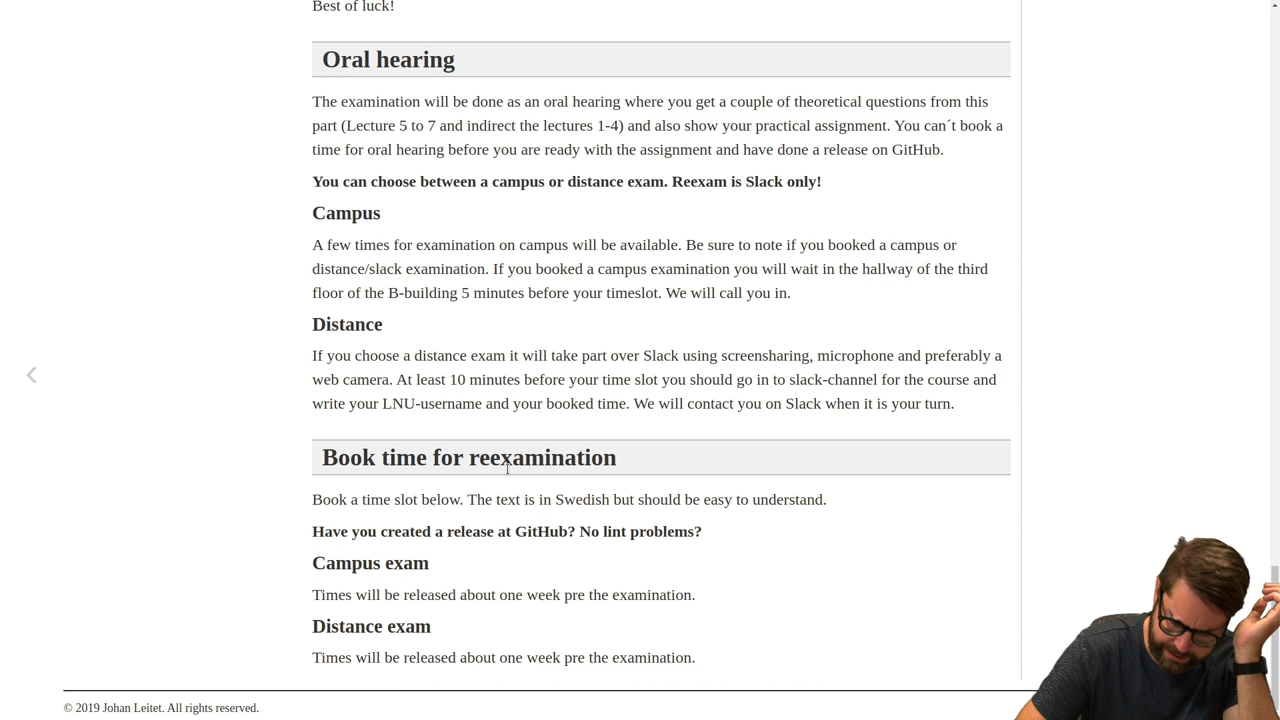 Best of luck!
Oral hearing
The examination will be done as an oral hearing where you get a couple of theoretical questions from this
part (Lecture 5 to 7 and indirect the lectures 1-4) and also show your practical assignment. You can´t book a
time for oral hearing before you are ready with the assignment and have done a release on GitHub.
You can choose between a campus or distance exam. Reexam is Slack only!
Campus
A few times for examination on campus will be available. Be sure to note if you booked a campus or
distance/slack examination. If you booked a campus examination you will wait in the hallway of the third
floor of the B-building 5 minutes before your timeslot. We will call you in.
Distance
If you choose a distance exam it will take part over Slack using screensharing, microphone and preferably a
web camera. At least 10 minutes before your time slot you should go in to slack-channel for the course and
write your LNU-username and your booked time. We will contact you on Slack when it is your turn.
Book time for reexamination
Book a time slot below. The text is in Swedish but should be easy to understand.
Have you created a release at GitHub? No lint problems?
Campus exam
Times will be released about one week pre the examination.
Distance exam
Times will be released about one week pre the examination.
© 2019 Johan Leitet. All rights reserved.